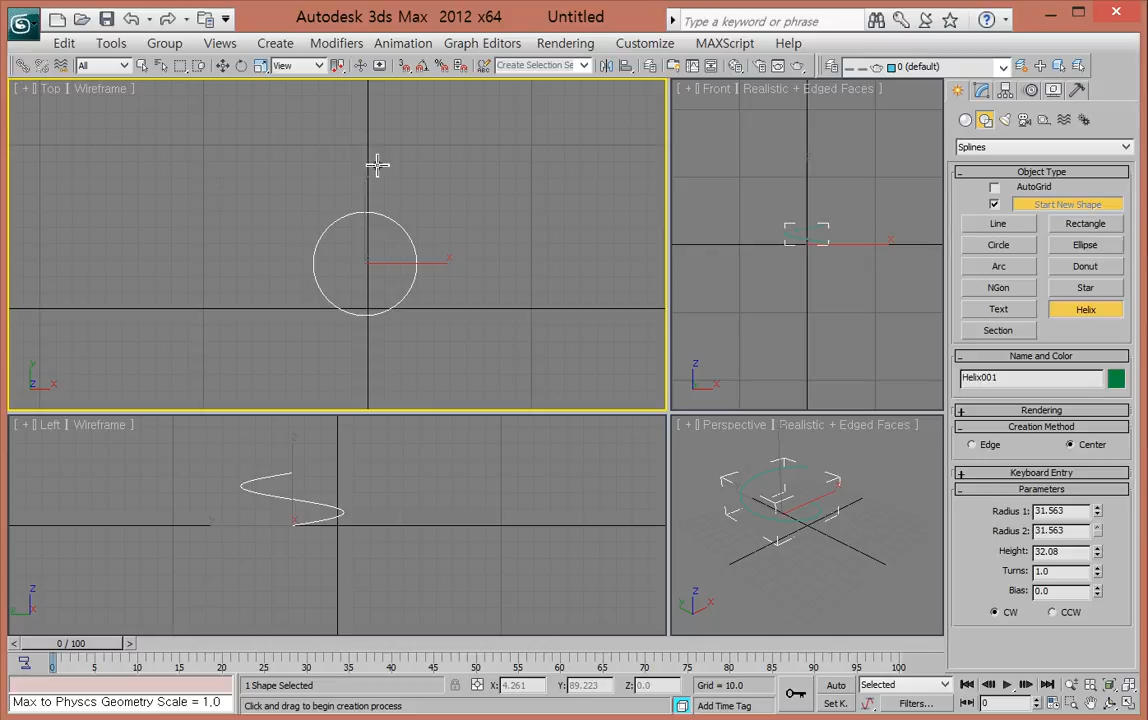 Autodesk 3ds Max 2012 x64 Untitled
Type a keyword or phrase
Edit Tools Group Views Create Modifiers Animation Graph Editors Rendering Customize MAXScript Help
All View Create Selection Se 0 (default)
[ + ] [ Top ] [ Wireframe ]
[ + ] [ Front ] [ Realistic + Edged Faces ]
Splines
- Object Type
AutoGrid
Start New Shape
Line Rectangle
Circle Ellipse
Arc Donut
NGon Star
Text Helix
Section
- Name and Color
Helix001
+ Rendering
- Creation Method
Edge Center
+ Keyboard Entry
- Parameters
Radius 1: 31.563
Radius 2: 31.563
Height: 32.08
Turns: 1.0
Bias: 0.0
CW CCW
x
x
y
z x
z
x
[ + ] [ Left ] [ Wireframe ]
[ + ] [ Perspective ] [ Realistic + Edged Faces ]
z
y x
z
y x
< 0 / 100 >
0 5 10 15 20 25 30 35 40 45 50 55 60 65 70 75 80 85 90 95 100
1 Shape Selected X: 4.261 Y: 89.223 Z: 0.0 Grid = 10.0 Auto Selected
Max to Physcs Geometry Scale = 1.0 Click and drag to begin creation process Add Time Tag Set K. Filters... 0